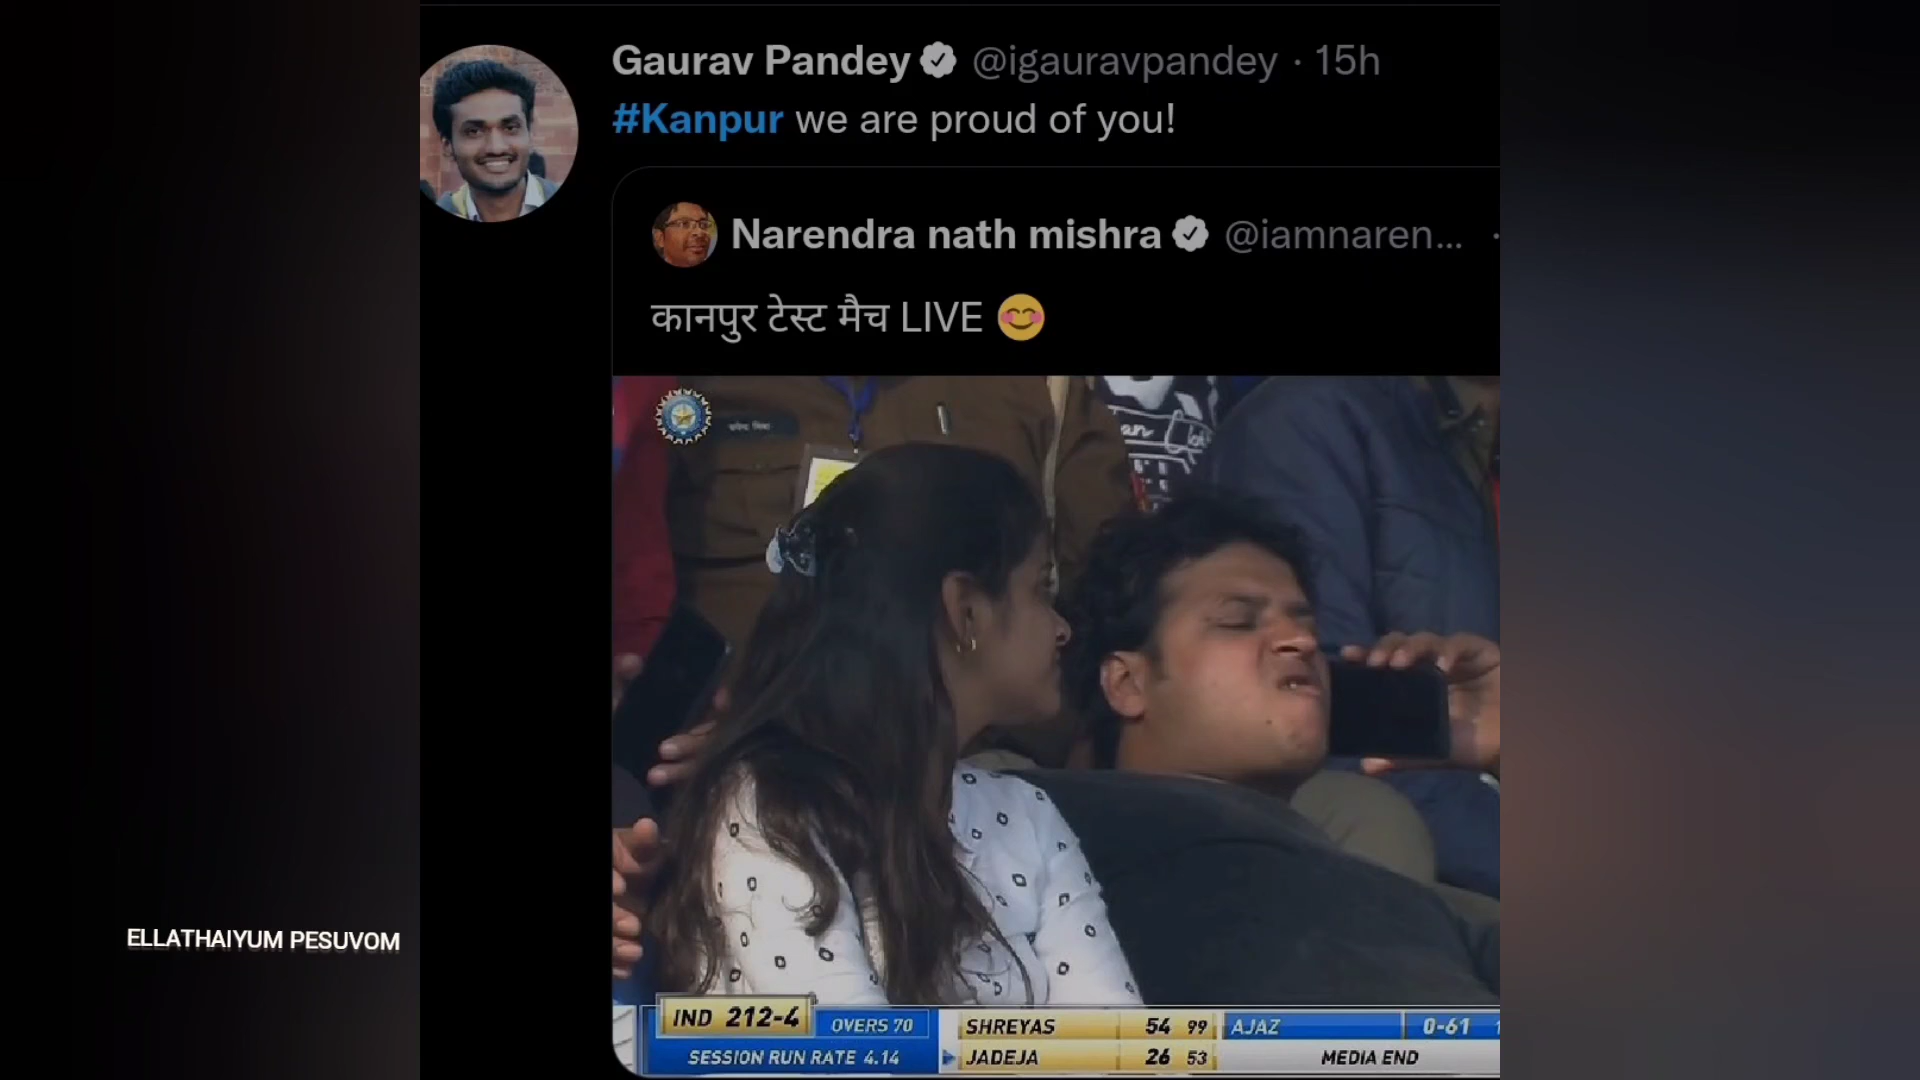 Gaurav Pandey @igauravpandey · 15h
#Kanpur we are proud of you!
Narendra nath mishra @iamnaren... ·
कानपुर टेस्ट मैच LIVE 😊
ELLATHAIYUM PESUVOM
IND 212-4 OVERS 70
SESSION RUN RATE 4.14
SHREYAS 54 99 AJAZ 0-61
JADEJA 26 53 MEDIA END